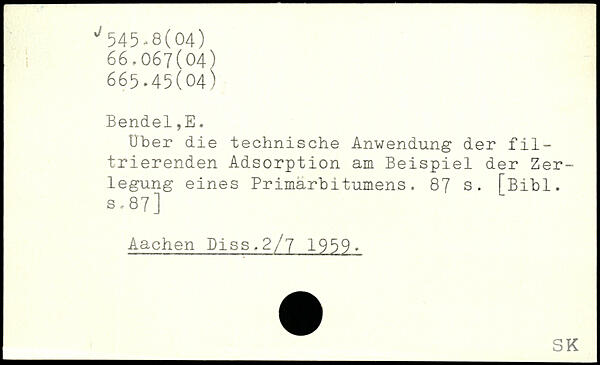 545.8(04)
66.067(04)
665.45(04)
Bendel,E.
Über die technische Anwendung der fil-
trierenden Adsorption am Beispiel der Zer-
legung eines Primärbitumens. 87 s. [Bibl.
s.87]
Aachen Diss.2/7 1959.
SK